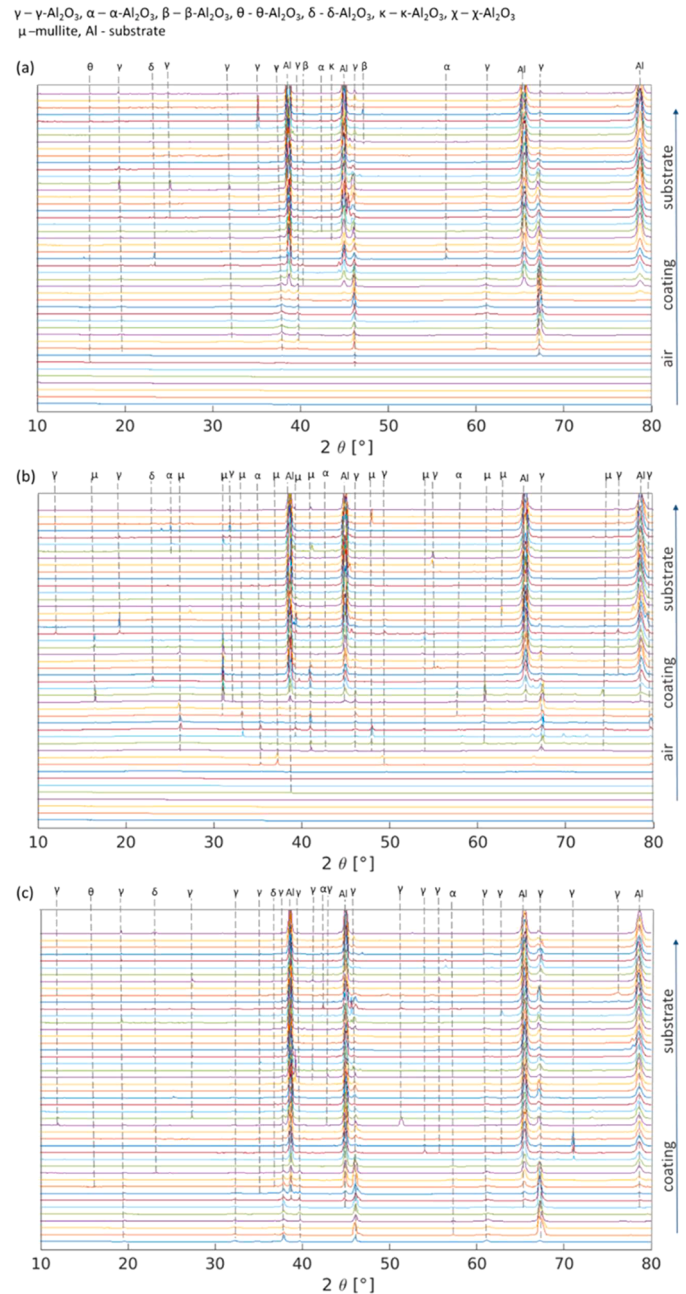 γ – γ-Al₂O₃, α – α-Al₂O₃, β – β-Al₂O₃, θ - θ-Al₂O₃, δ - δ-Al₂O₃, κ – κ-Al₂O₃, χ – χ-Al₂O₃
μ –mullite, Al - substrate
(a)
θ γ δ γ γ γ γ Al γ β α κ Al γ β α γ Al γ Al
substrate
coating
air
10 20 30 40 50 60 70 80
2 θ [°]
(b)
γ μ γ δ α μ μ γ μ α μ Al μ μ α Al γ μ γ μ γ α μ μ Al γ μ γ Al γ
substrate
coating
air
10 20 30 40 50 60 70 80
2 θ [°]
(c)
γ θ γ δ γ γ γ δ γ Al γ γ α γ Al γ γ γ γ α γ γ Al γ γ γ Al
substrate
coating
10 20 30 40 50 60 70 80
2 θ [°]